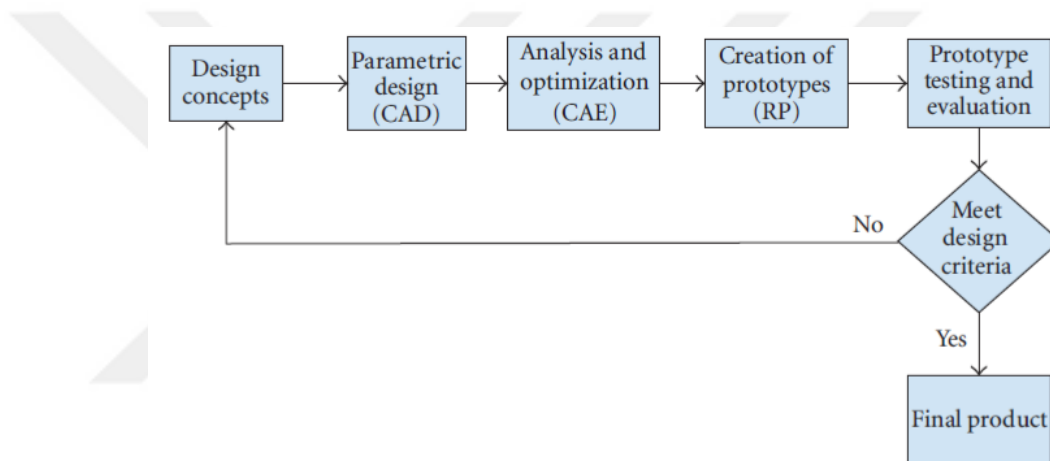 Design
concepts
Parametric
design
(CAD)
Analysis and
optimization
(CAE)
Creation of
prototypes
(RP)
Prototype
testing and
evaluation
Meet
design
criteria
No
Yes
Final product